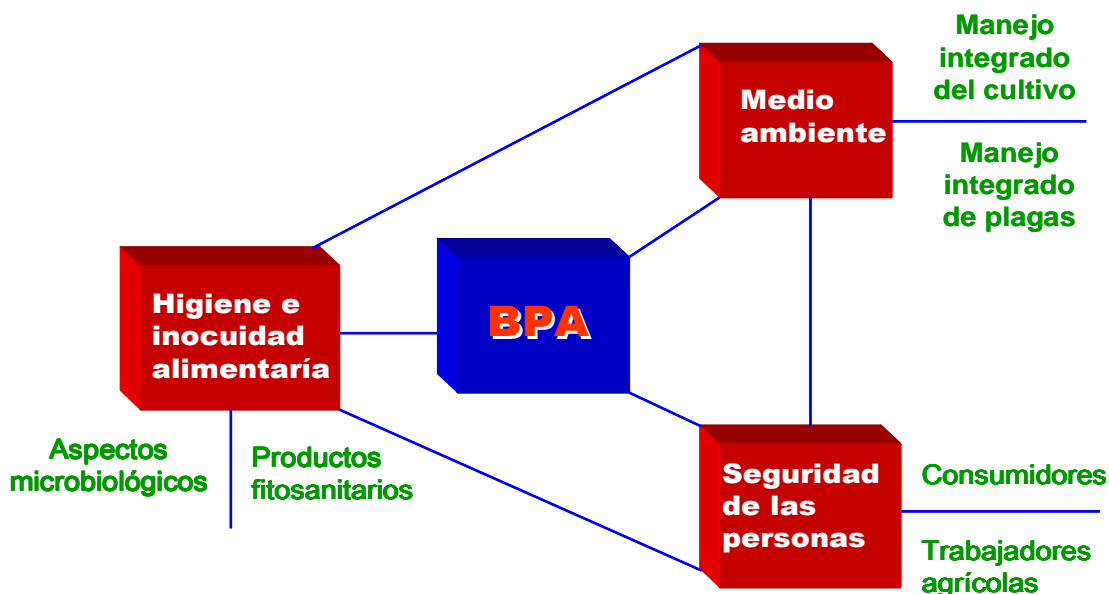 Manejo
integrado
del cultivo
Medio
ambiente
Manejo
integrado
de plagas
Higiene e
inocuidad
alimentaría
BPA
Aspectos
microbiológicos
Productos
fitosanitarios
Seguridad
de las
personas
Consumidores
Trabajadores
agrícolas